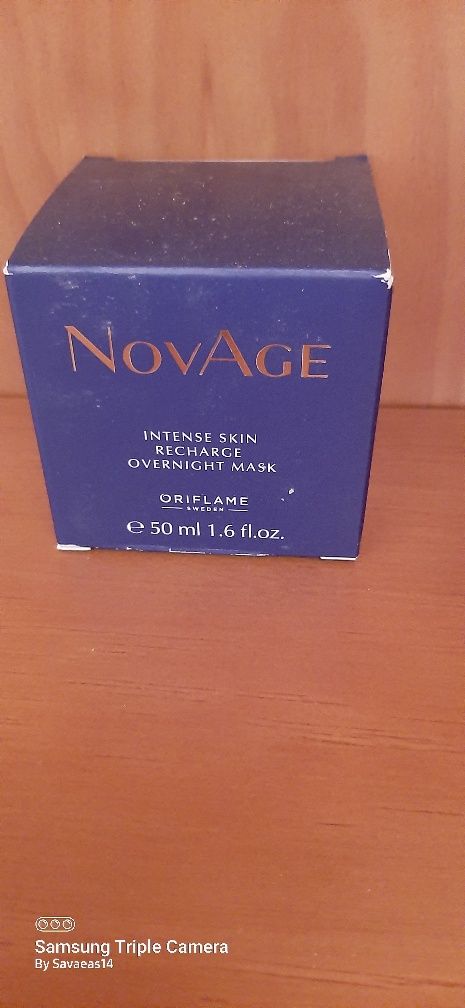 NOVAGE
INTENSE SKIN
RECHARGE
OVERNIGHT MASK
ORIFLAME
SWEDEN
℮ 50 ml 1.6 fl.oz.
Samsung Triple Camera
By Savaeas14